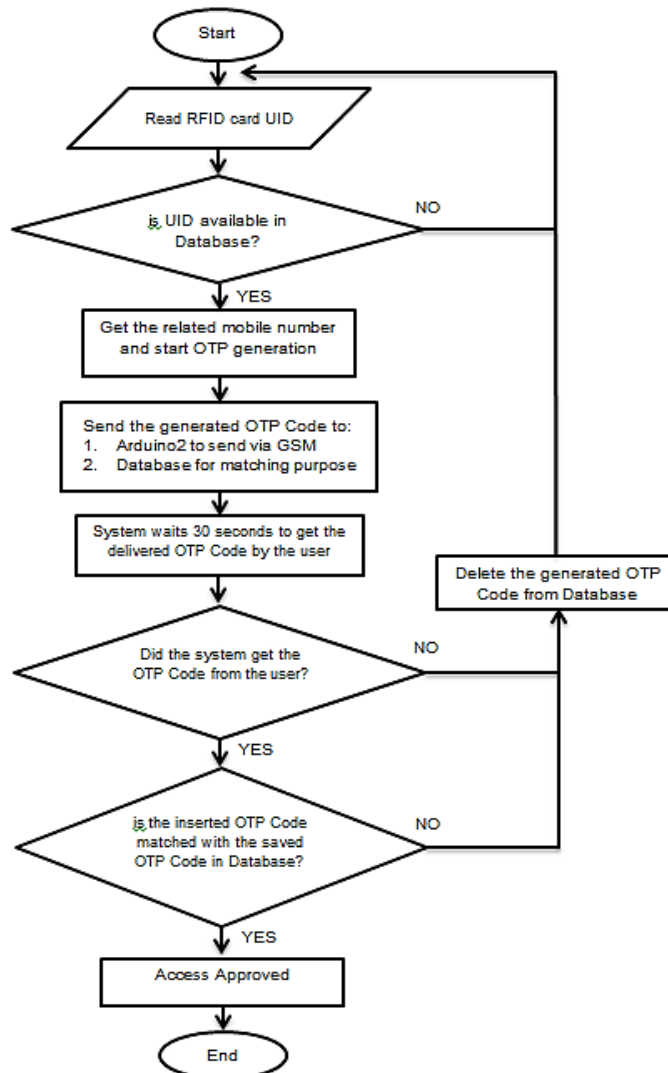 Start
Read RFID card UID
is UID available in
Database?
NO
YES
Get the related mobile number
and start OTP generation
Send the generated OTP Code to:
1. Arduino2 to send via GSM
2. Database for matching purpose
System waits 30 seconds to get the
delivered OTP Code by the user
Delete the generated OTP
Code from Database
Did the system get the
OTP Code from the user?
NO
YES
is the inserted OTP Code
matched with the saved
OTP Code in Database?
NO
YES
Access Approved
End